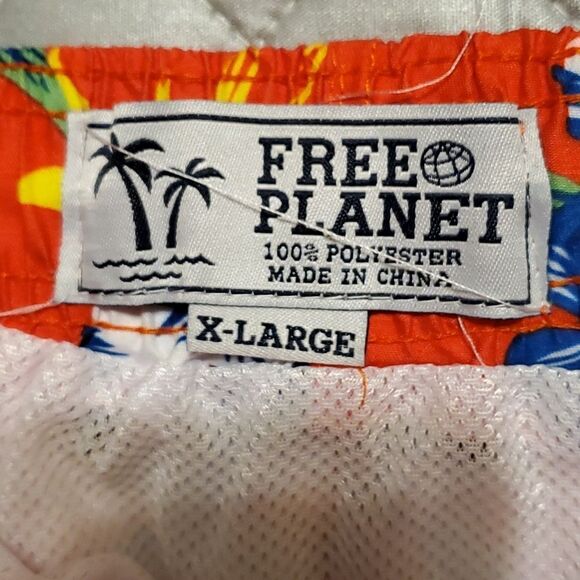 FREE
PLANET
100% POLYESTER
MADE IN CHINA
X-LARGE